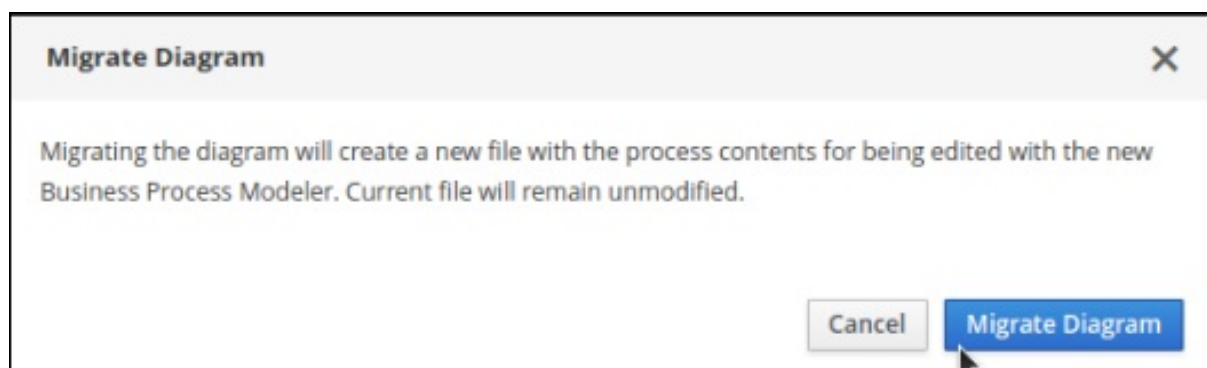 Migrate Diagram
Migrating the diagram will create a new file with the process contents for being edited with the new
Business Process Modeler. Current file will remain unmodified.
Cancel
Migrate Diagram